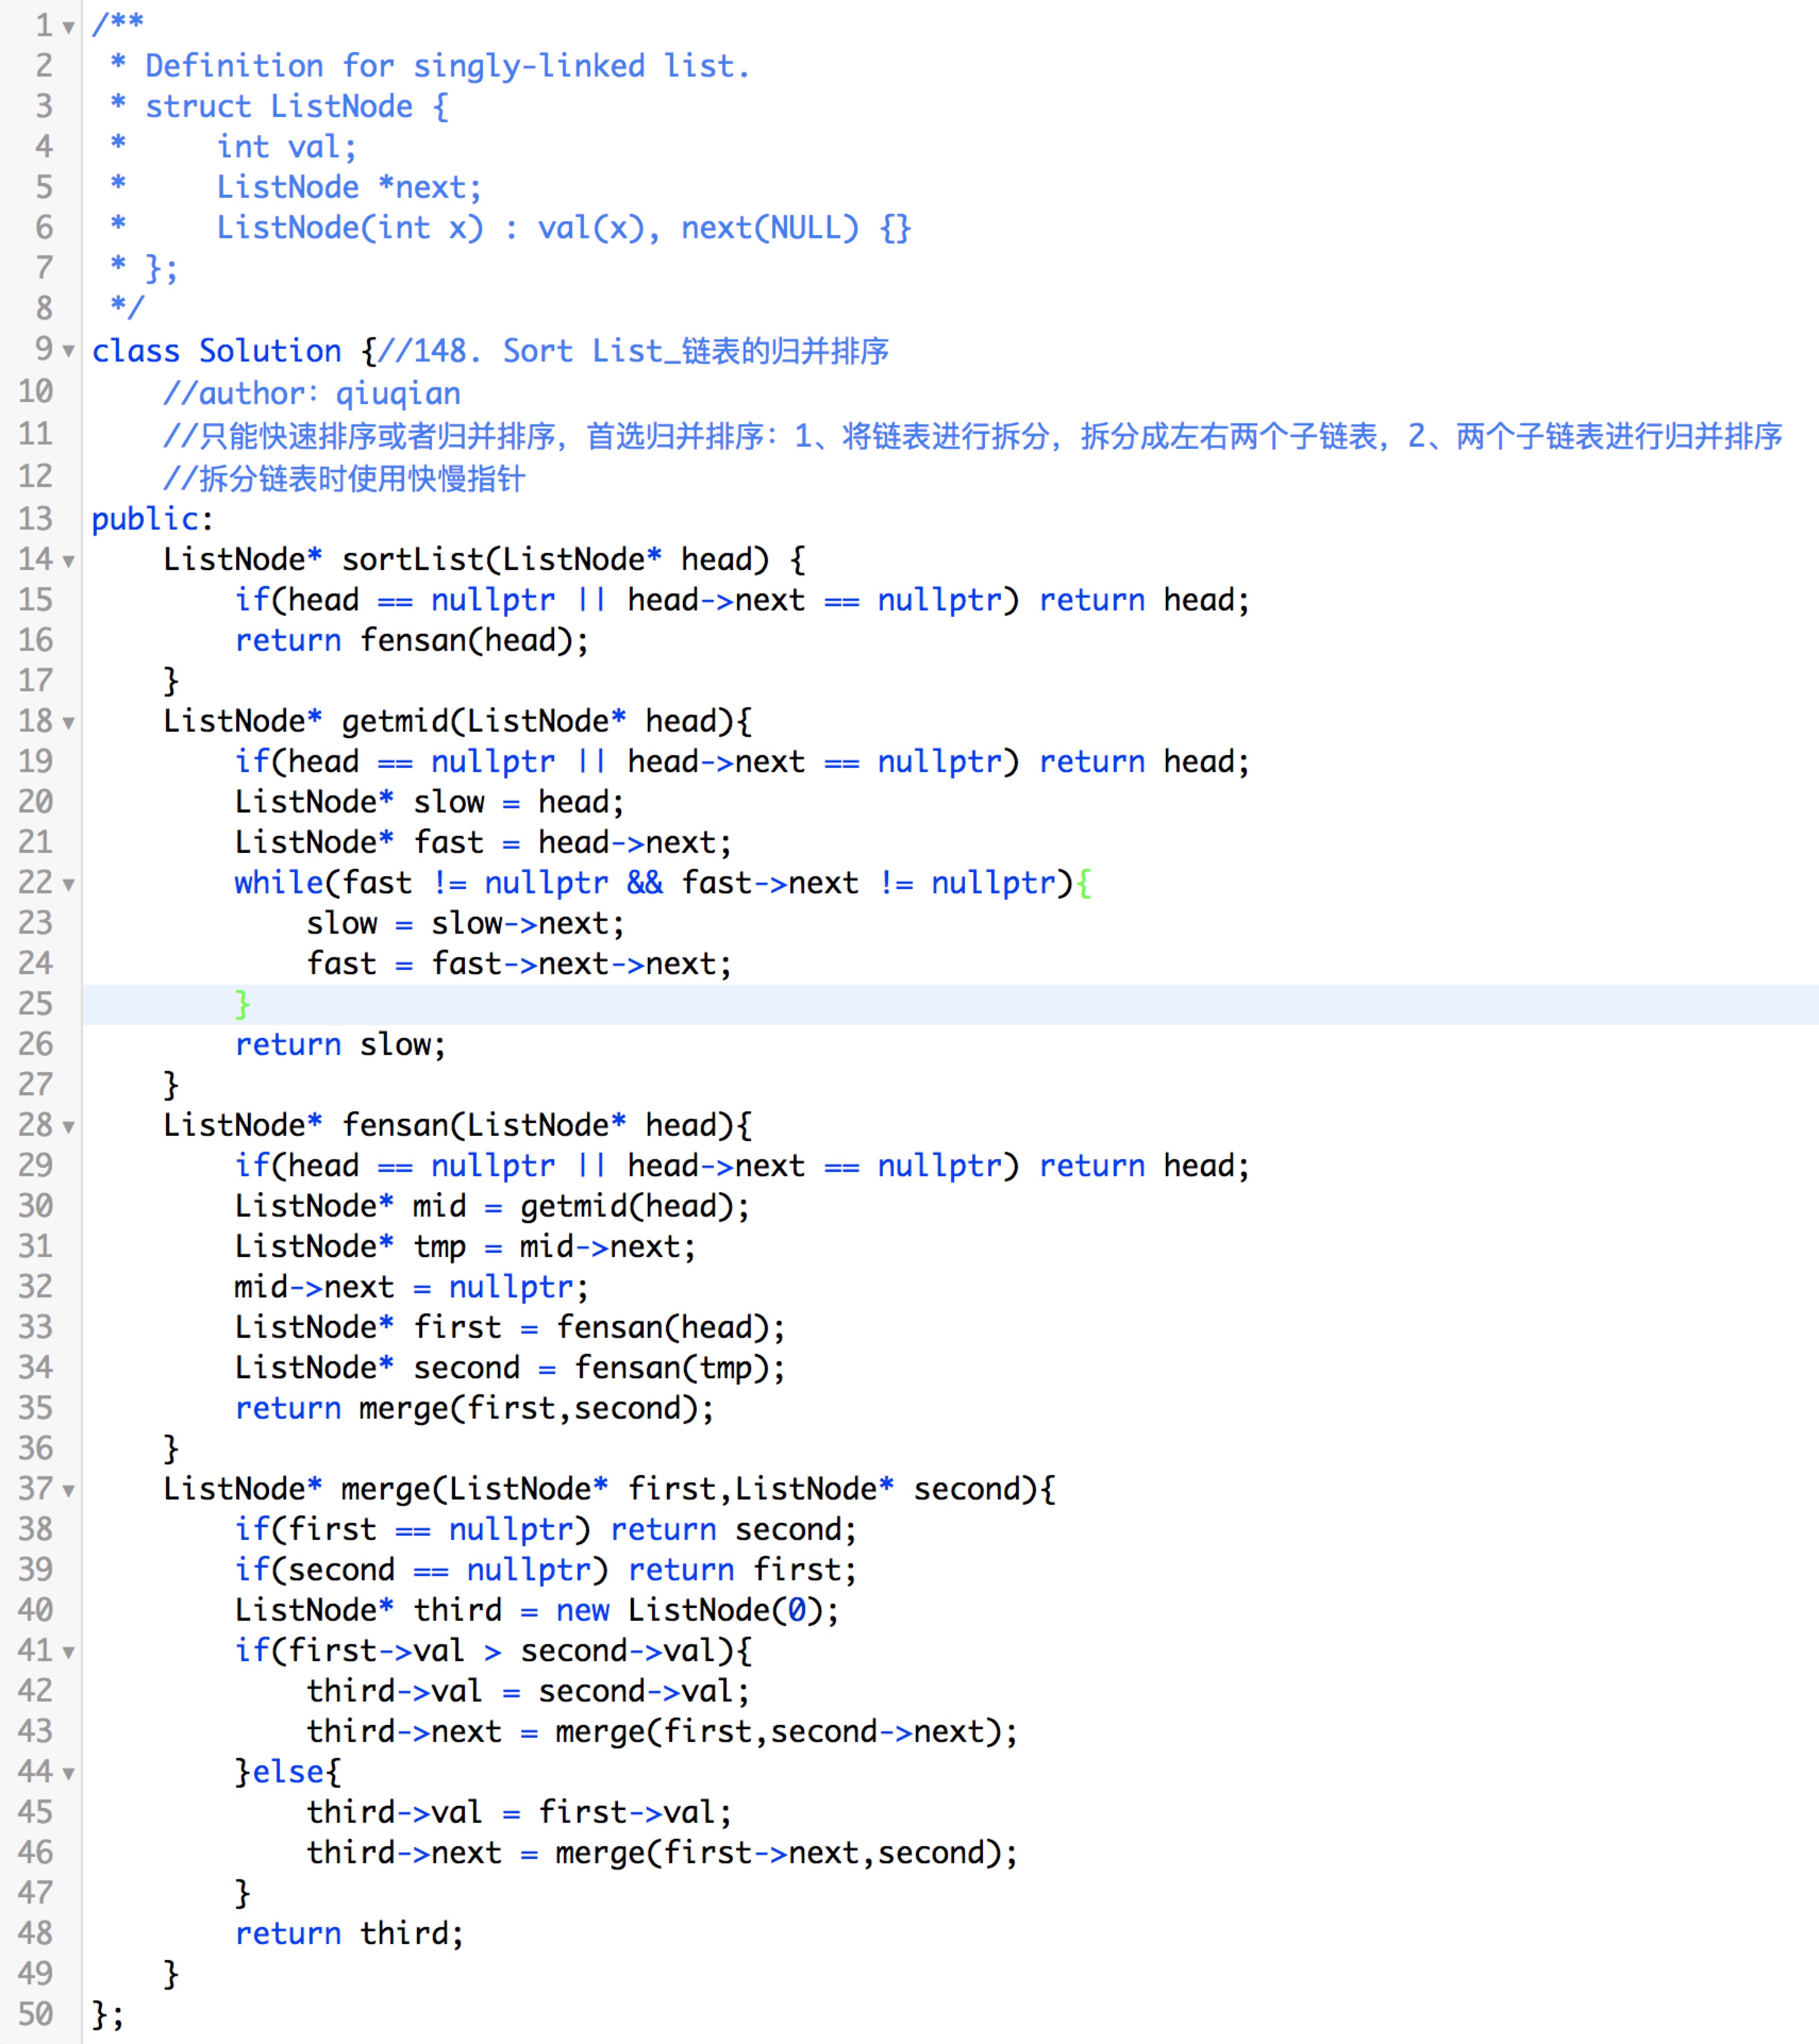 1 /**
2  * Definition for singly-linked list.
3  * struct ListNode {
4  *     int val;
5  *     ListNode *next;
6  *     ListNode(int x) : val(x), next(NULL) {}
7  * };
8  */
9 class Solution {//148. Sort List_链表的归并排序
10     //author：qiuqian
11     //只能快速排序或者归并排序，首选归并排序：1、将链表进行拆分，拆分成左右两个子链表，2、两个子链表进行归并排序
12     //拆分链表时使用快慢指针
13 public:
14     ListNode* sortList(ListNode* head) {
15         if(head == nullptr || head->next == nullptr) return head;
16         return fensan(head);
17     }
18     ListNode* getmid(ListNode* head){
19         if(head == nullptr || head->next == nullptr) return head;
20         ListNode* slow = head;
21         ListNode* fast = head->next;
22         while(fast != nullptr && fast->next != nullptr){
23             slow = slow->next;
24             fast = fast->next->next;
25         }
26         return slow;
27     }
28     ListNode* fensan(ListNode* head){
29         if(head == nullptr || head->next == nullptr) return head;
30         ListNode* mid = getmid(head);
31         ListNode* tmp = mid->next;
32         mid->next = nullptr;
33         ListNode* first = fensan(head);
34         ListNode* second = fensan(tmp);
35         return merge(first,second);
36     }
37     ListNode* merge(ListNode* first,ListNode* second){
38         if(first == nullptr) return second;
39         if(second == nullptr) return first;
40         ListNode* third = new ListNode(0);
41         if(first->val > second->val){
42             third->val = second->val;
43             third->next = merge(first,second->next);
44         }else{
45             third->val = first->val;
46             third->next = merge(first->next,second);
47         }
48         return third;
49     }
50 };